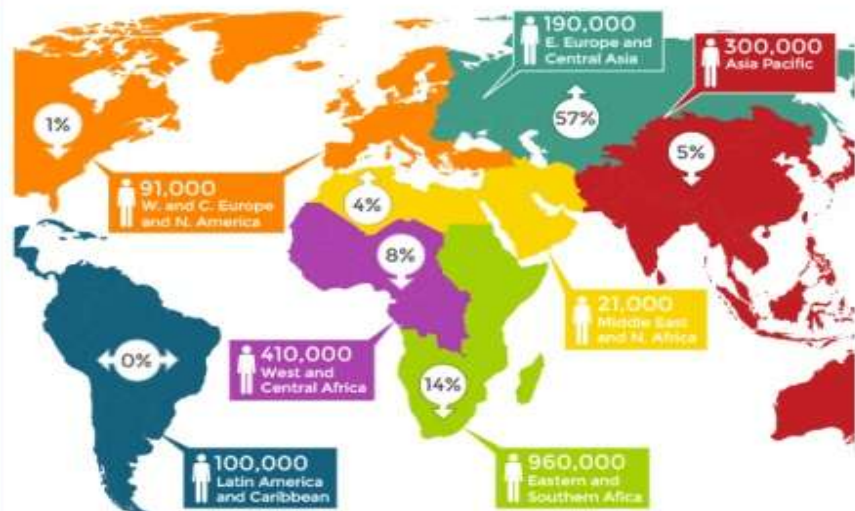 190,000
E. Europe and
Central Asia
300,000
Asia Pacific
1%
57%
5%
91,000
W. and C. Europe
and N. America
4%
8%
21,000
Middle East
and N. Africa
0%
410,000
West and
Central Africa
14%
100,000
Latin America
and Caribbean
960,000
Eastern and
Southern Afica